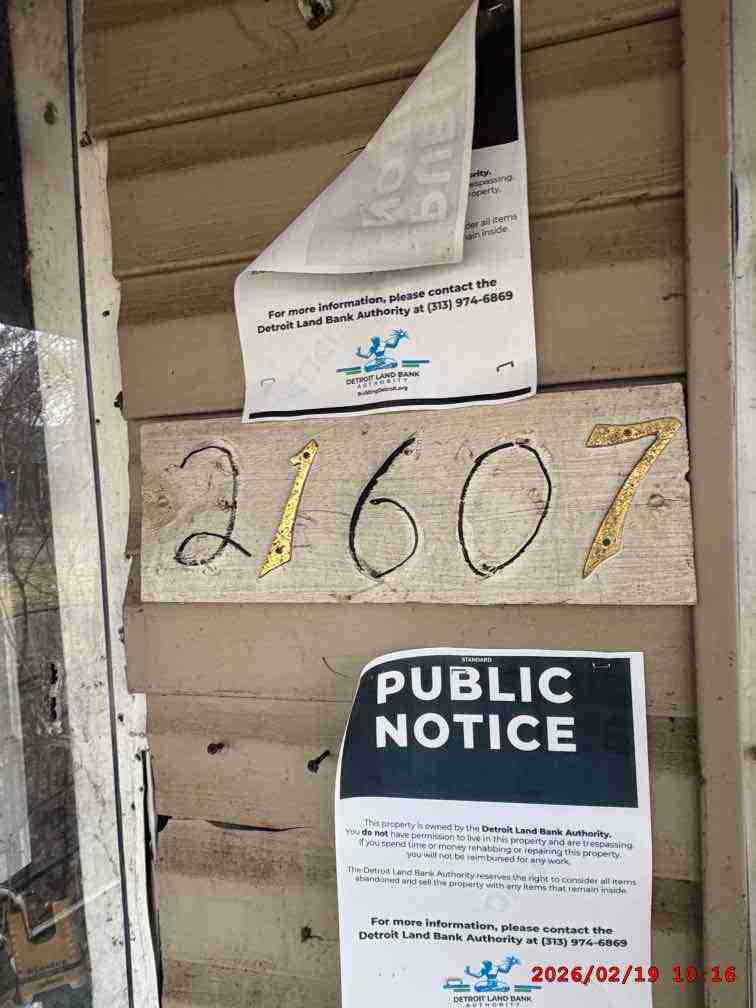 ority.
espassing.
operty,
der all items
ain inside.
For more information, please contact the
Detroit Land Bank Authority at (313) 974-6869
DETROIT LAND BANK
AUTHORITY
BuildingDetroit.org
21607
STANDARD
PUBLIC
NOTICE
This property is owned by the Detroit Land Bank Authority.
You do not have permission to live in this property and are trespassing.
If you spend time or money rehabbing or repairing this property,
you will not be reimbursed for any work.
The Detroit Land Bank Authority reserves the right to consider all items
abandoned and sell the property with any items that remain inside.
For more information, please contact the
Detroit Land Bank Authority at (313) 974-6869
DETROIT LAND BANK
AUTHORITY
2026/02/19 10:16